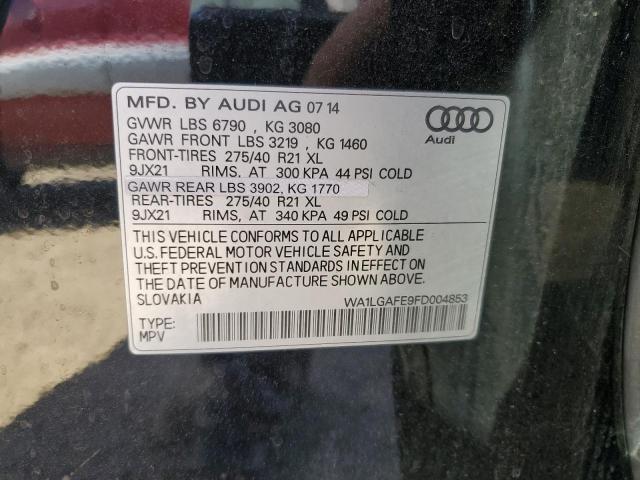 MFD. BY AUDI AG 07 14
GVWR LBS 6790 , KG 3080
GAWR FRONT LBS 3219 , KG 1460
FRONT-TIRES 275/40 R21 XL
9JX21 RIMS, AT 300 KPA 44 PSI COLD
GAWR REAR LBS 3902, KG 1770
REAR-TIRES 275/40 R21 XL
9JX21 RIMS, AT 340 KPA 49 PSI COLD
Audi
THIS VEHICLE CONFORMS TO ALL APPLICABLE
U.S. FEDERAL MOTOR VEHICLE SAFETY AND
THEFT PREVENTION STANDARDS IN EFFECT ON
THE DATE OF MANUFACTURE SHOWN ABOVE.
SLOVAKIA WA1LGAFE9FD004853
TYPE:
MPV